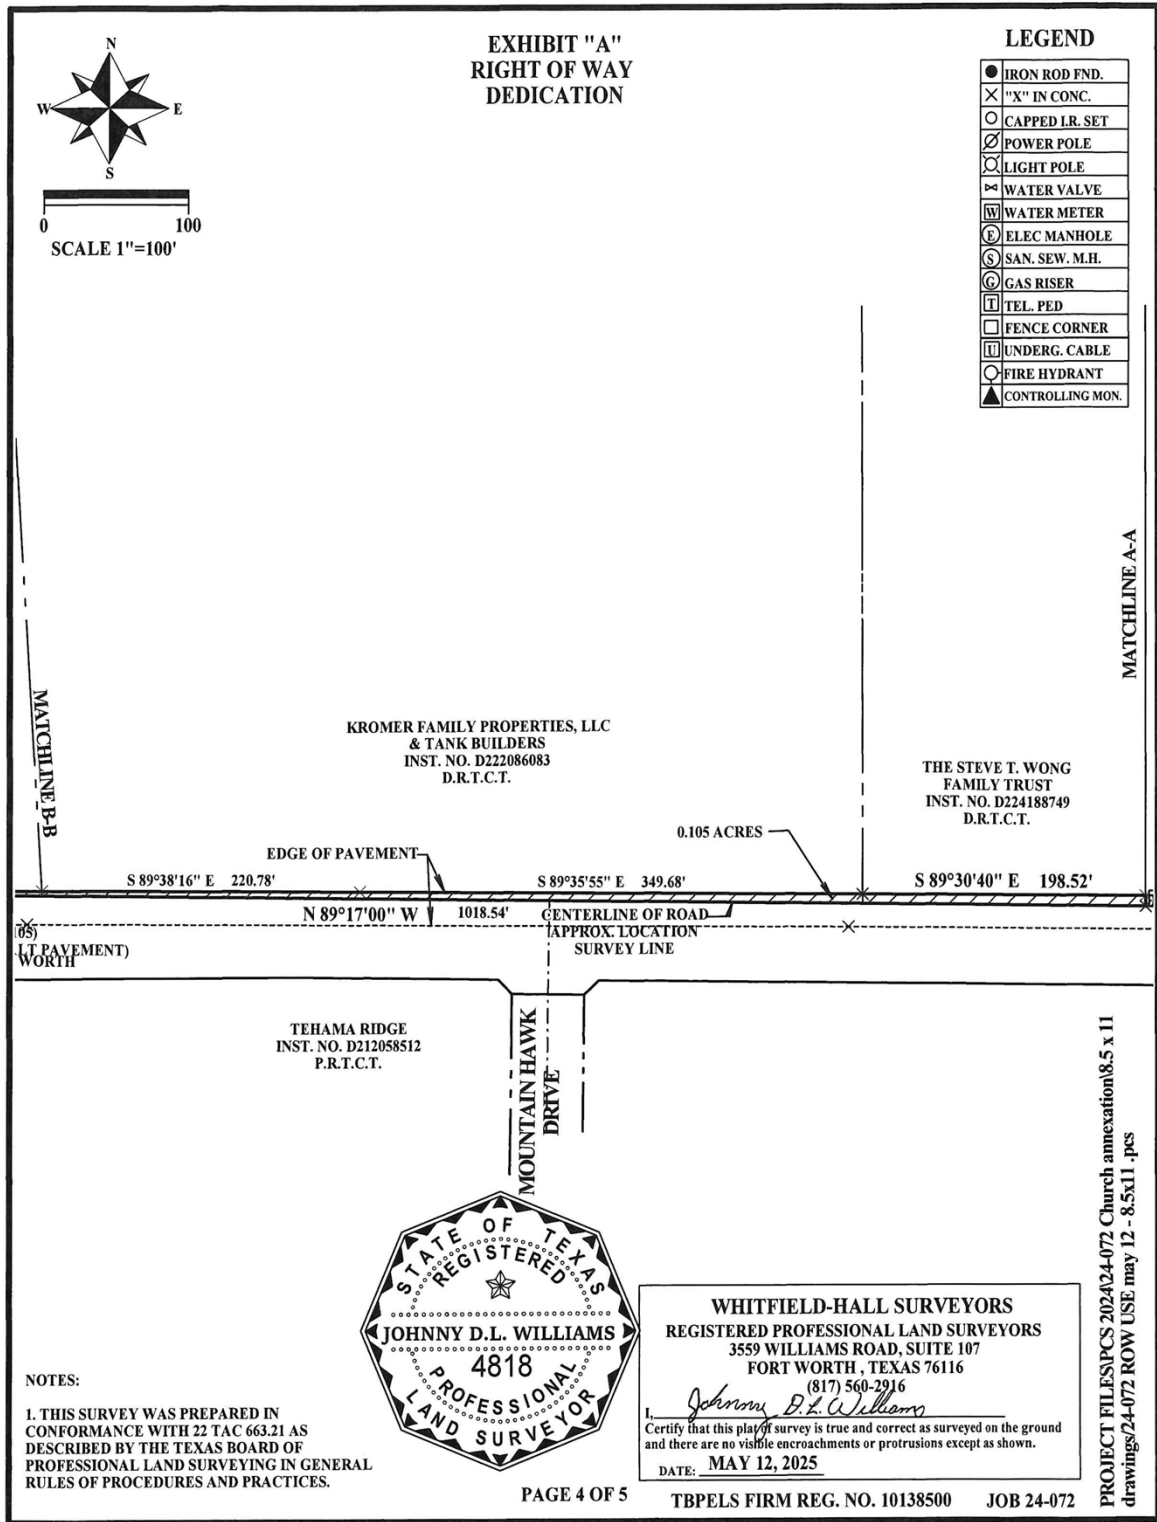 EXHIBIT "A"
RIGHT OF WAY
DEDICATION
N
W
E
S
0 100
SCALE 1"=100'
LEGEND
IRON ROD FND.
"X" IN CONC.
CAPPED I.R. SET
POWER POLE
LIGHT POLE
WATER VALVE
W WATER METER
E ELEC MANHOLE
S SAN. SEW. M.H.
G GAS RISER
T TEL. PED
FENCE CORNER
U UNDERG. CABLE
FIRE HYDRANT
CONTROLLING MON.
MATCHLINE A-A
MATCHLINE B-B
KROMER FAMILY PROPERTIES, LLC
& TANK BUILDERS
INST. NO. D222086083
D.R.T.C.T.
THE STEVE T. WONG
FAMILY TRUST
INST. NO. D224188749
D.R.T.C.T.
0.105 ACRES
EDGE OF PAVEMENT
S 89°38'16" E 220.78'
S 89°35'55" E 349.68'
S 89°30'40" E 198.52'
N 89°17'00" W 1018.54'
CENTERLINE OF ROAD
APPROX. LOCATION
SURVEY LINE
05)
LT PAVEMENT)
WORTH
TEHAMA RIDGE
INST. NO. D212058512
P.R.T.C.T.
MOUNTAIN HAWK
DRIVE
STATE OF TEXAS
REGISTERED
JOHNNY D.L. WILLIAMS
4818
PROFESSIONAL
LAND SURVEYOR
WHITFIELD-HALL SURVEYORS
REGISTERED PROFESSIONAL LAND SURVEYORS
3559 WILLIAMS ROAD, SUITE 107
FORT WORTH , TEXAS 76116
(817) 560-2916
I, Johnny D.L. Williams
Certify that this plat of survey is true and correct as surveyed on the ground
and there are no visible encroachments or protrusions except as shown.
DATE: MAY 12, 2025
NOTES:
1. THIS SURVEY WAS PREPARED IN
CONFORMANCE WITH 22 TAC 663.21 AS
DESCRIBED BY THE TEXAS BOARD OF
PROFESSIONAL LAND SURVEYING IN GENERAL
RULES OF PROCEDURES AND PRACTICES.
PAGE 4 OF 5
TBPELS FIRM REG. NO. 10138500 JOB 24-072
PROJECT FILES\PCS 2024\24-072 Church annexation\8.5 x 11
drawings/24-072 ROW USE may 12 - 8.5x11 .pcs